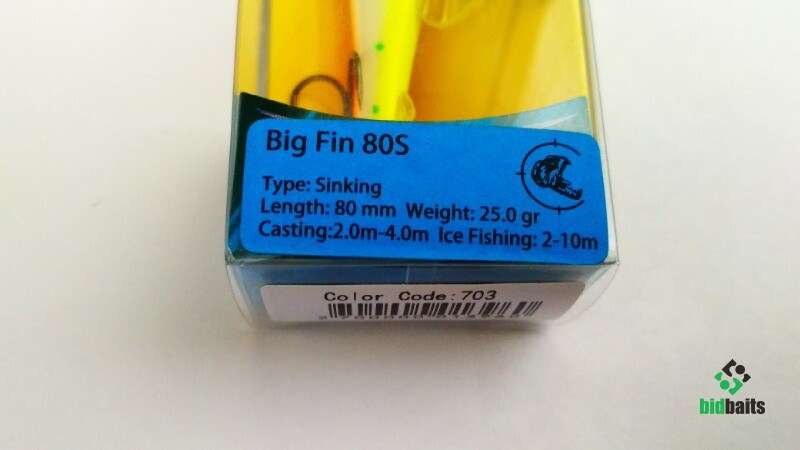 Big Fin 80S
Type: Sinking
Length: 80 mm Weight: 25.0 gr
Casting:2.0m-4.0m Ice Fishing: 2-10m
Color Code:703
bidbaits